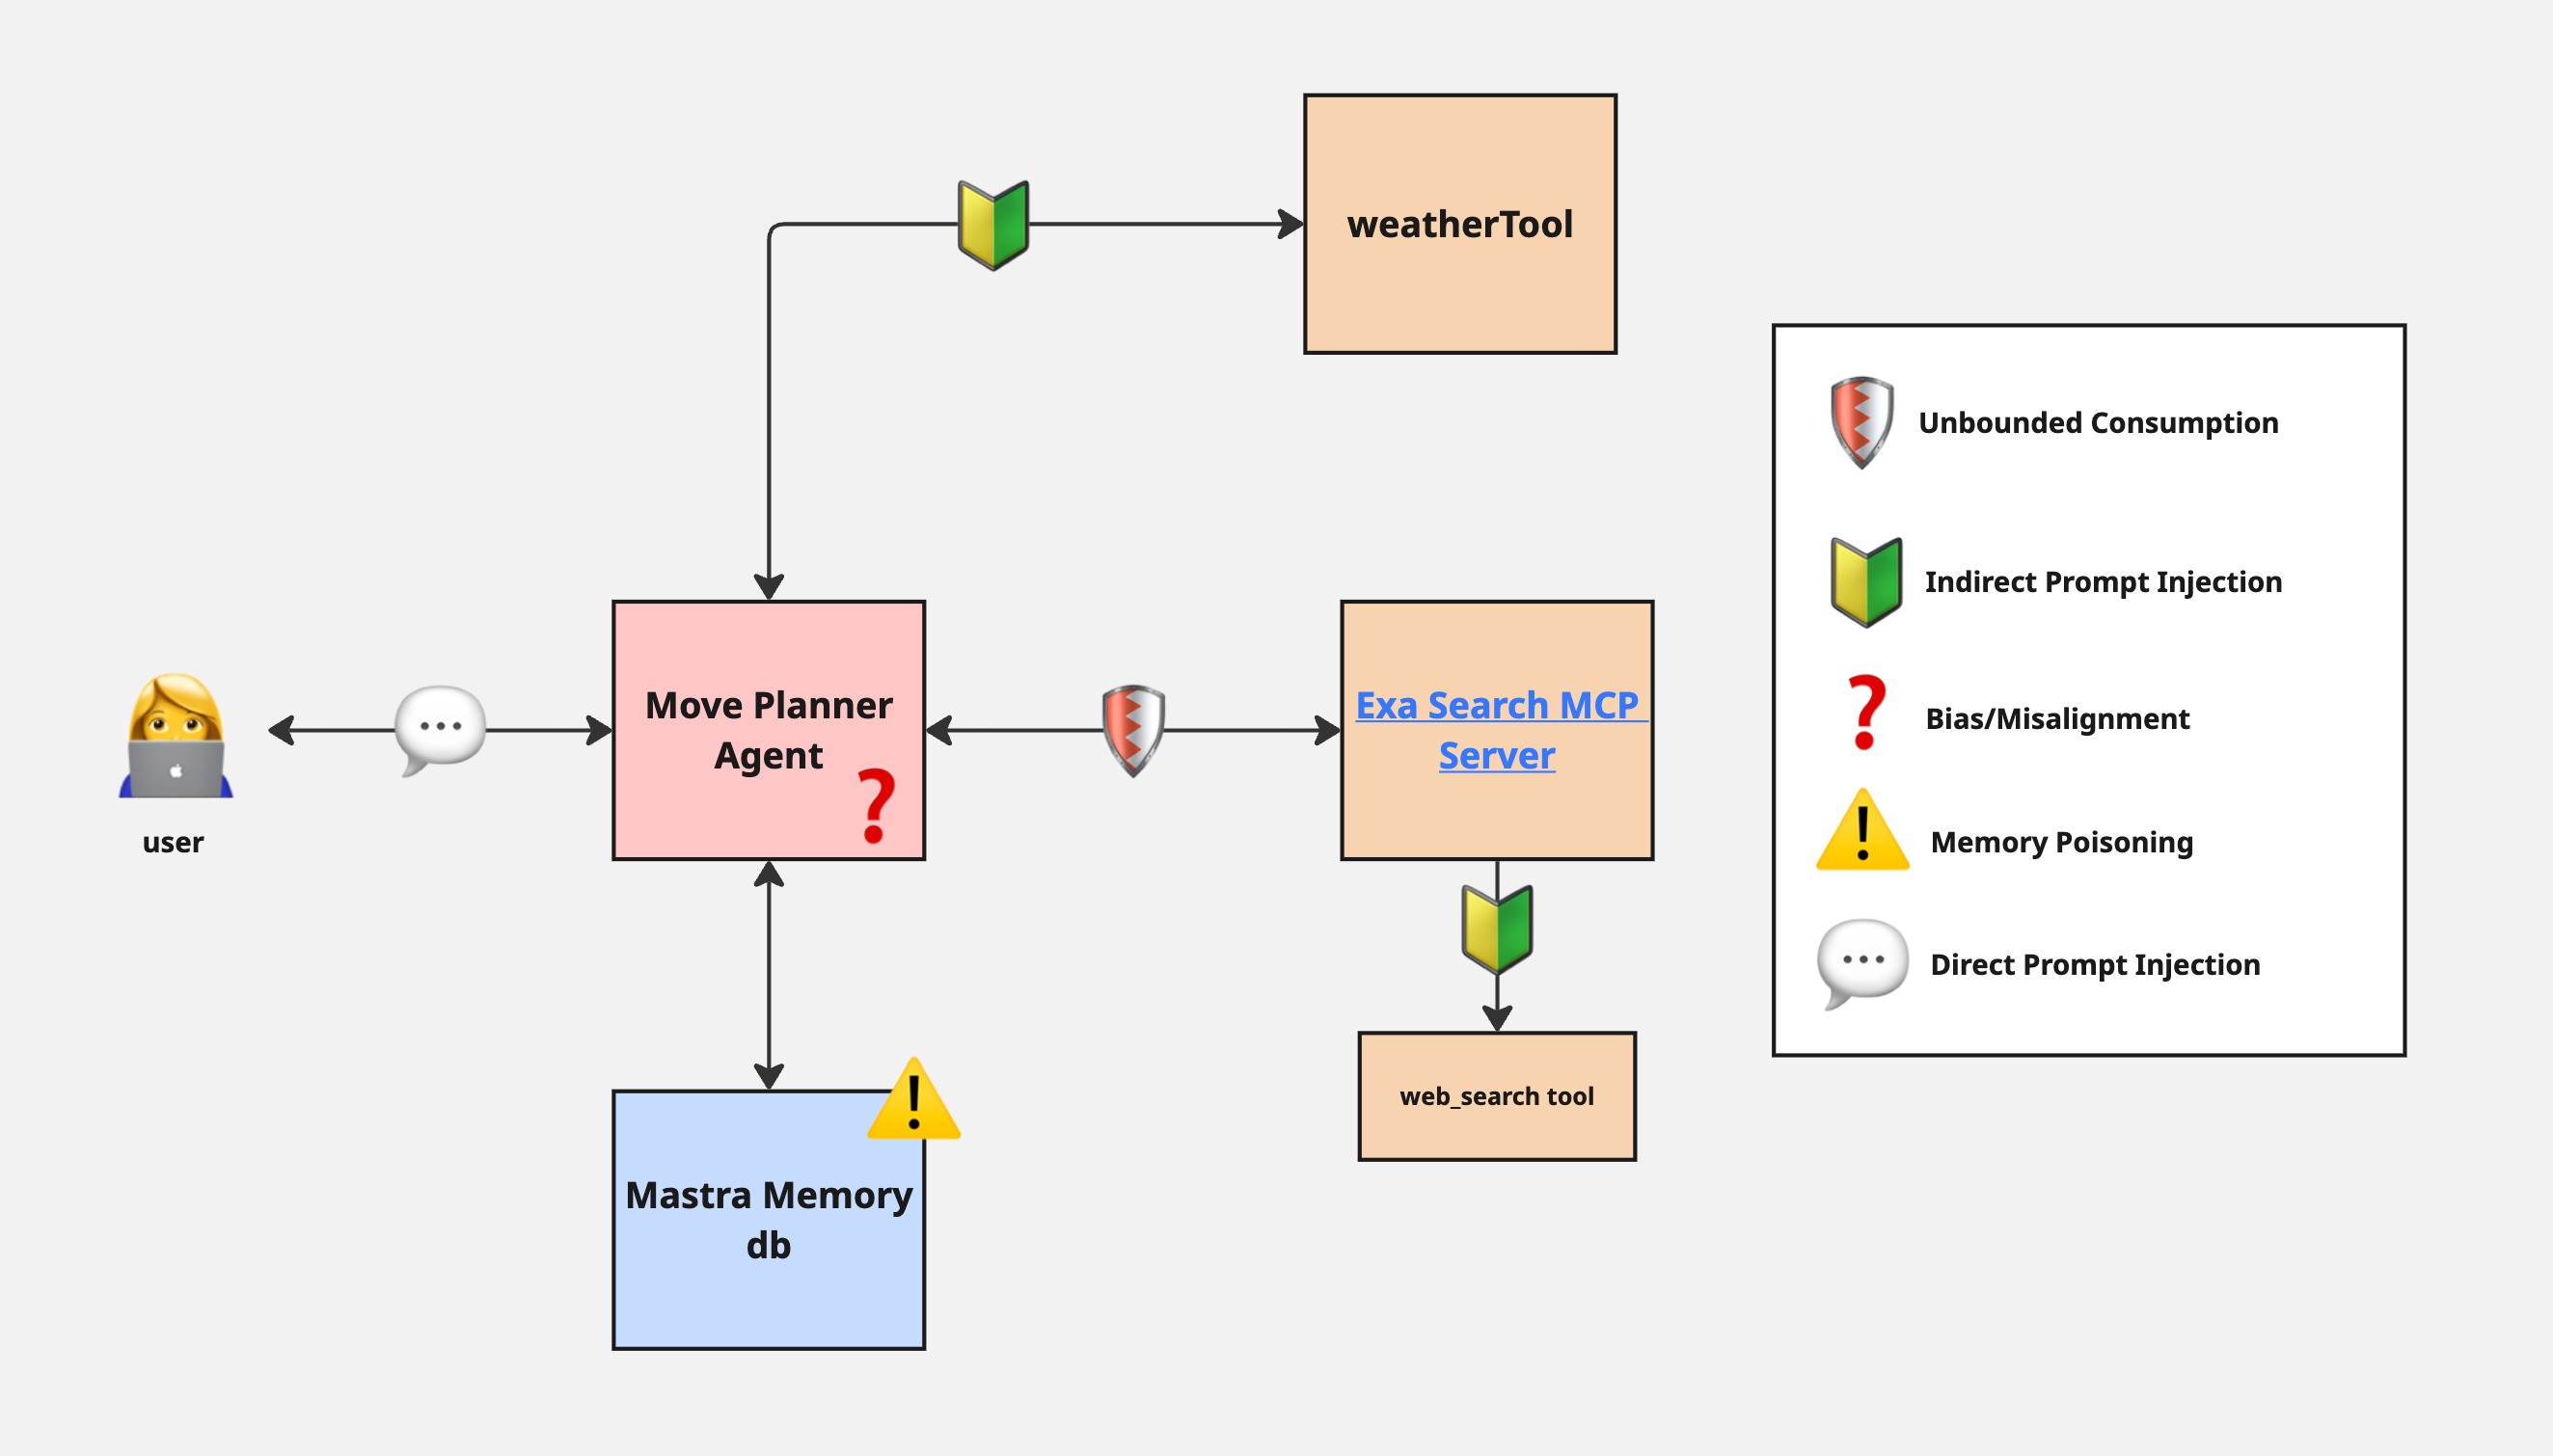 weatherTool
Move Planner
Agent
Exa Search MCP
Server
user
web_search tool
Mastra Memory
db
Unbounded Consumption
Indirect Prompt Injection
Bias/Misalignment
Memory Poisoning
Direct Prompt Injection